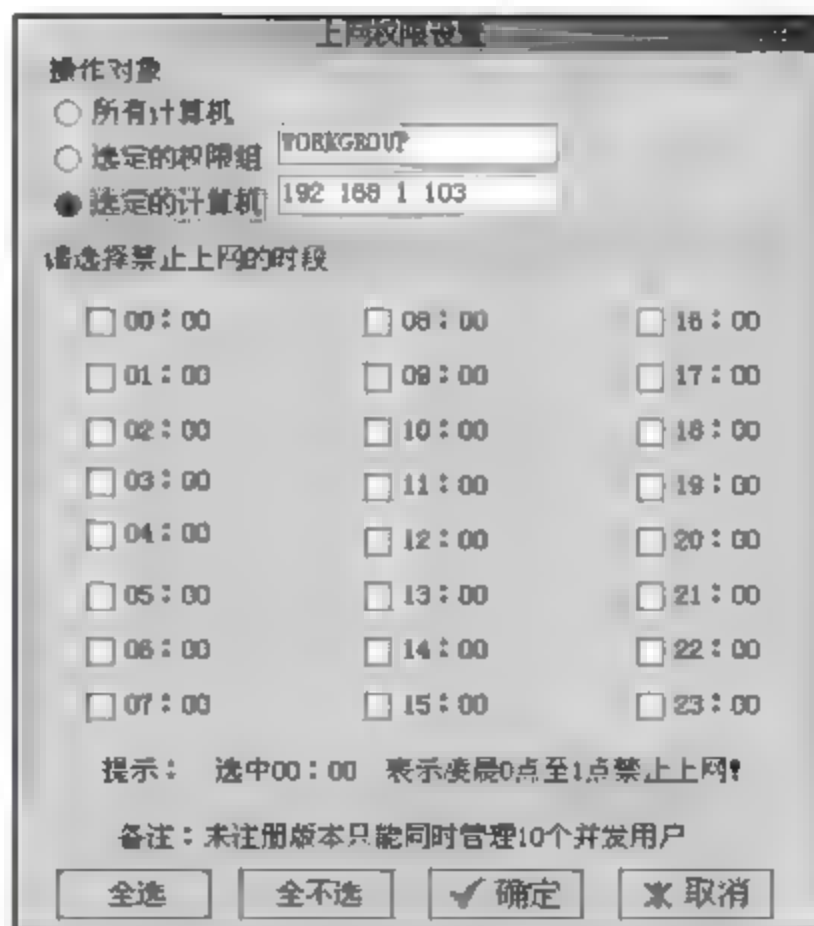 上网权限设置
操作对象
所有计算机
选定的权限组 WORKGROUP
选定的计算机 192 168 1 103
请选择禁止上网的时段
00：00 08：00 16：00
01：00 09：00 17：00
02：00 10：00 18：00
03：00 11：00 19：00
04：00 12：00 20：00
05：00 13：00 21：00
06：00 14：00 22：00
07：00 15：00 23：00
提示： 选中00：00 表示凌晨0点至1点禁止上网！
备注：未注册版本只能同时管理10个并发用户
全选 全不选 确定 取消